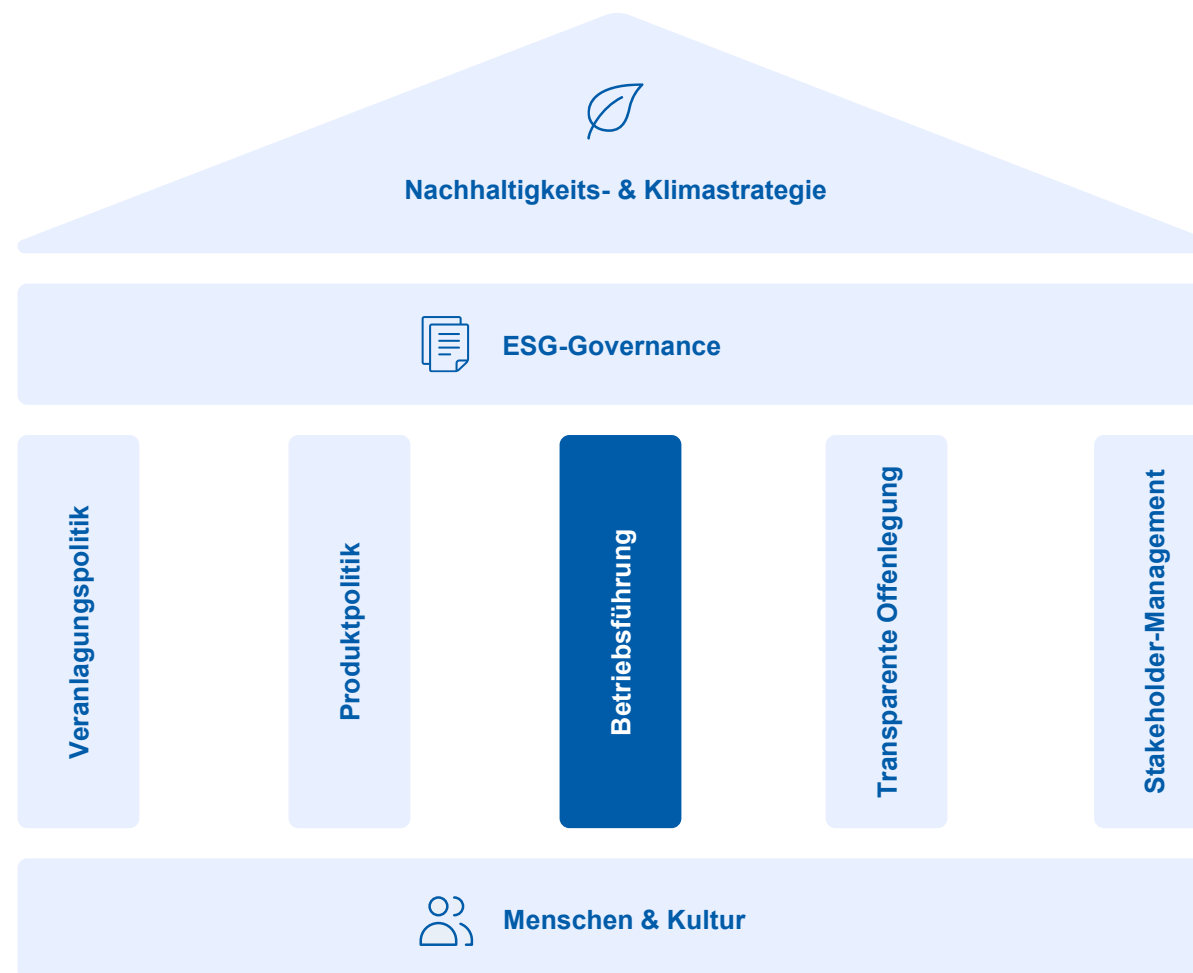 Nachhaltigkeits- & Klimastrategie
ESG-Governance
Veranlagungspolitik
Produktpolitik
Betriebsführung
Transparente Offenlegung
Stakeholder-Management
Menschen & Kultur